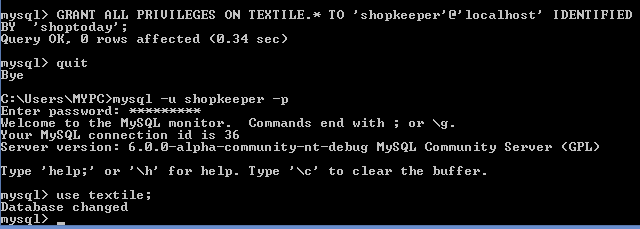 mysql> GRANT ALL PRIVILEGES ON TEXTILE.* TO 'shopkeeper'@'localhost' IDENTIFIED
BY  'shoptoday';
Query OK, 0 rows affected (0.34 sec)
mysql> quit
Bye
C:\Users\MYPC>mysql -u shopkeeper -p
Enter password: *********
Welcome to the MySQL monitor.  Commands end with ; or \g.
Your MySQL connection id is 36
Server version: 6.0.0-alpha-community-nt-debug MySQL Community Server (GPL)
Type 'help;' or '\h' for help. Type '\c' to clear the buffer.
mysql> use textile;
Database changed
mysql> _